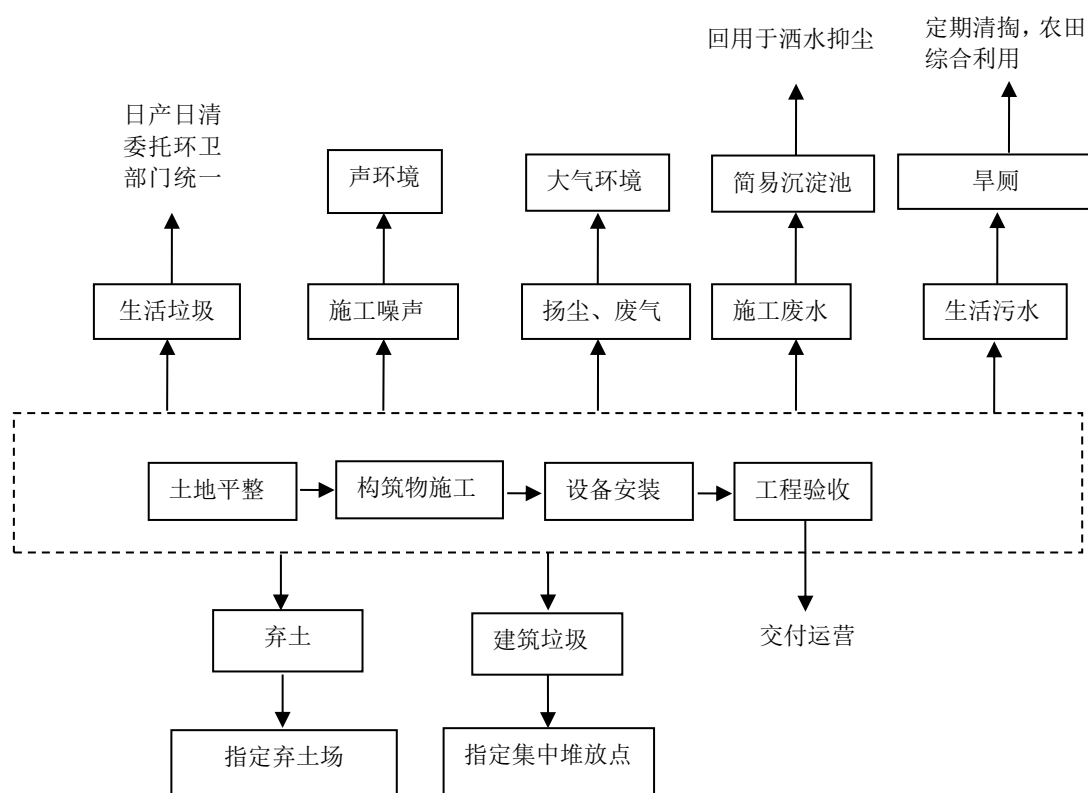 回用于洒水抑尘
定期清掏，农田
综合利用
日产日清
委托环卫
部门统一
声环境
大气环境
简易沉淀池
旱厕
生活垃圾
施工噪声
扬尘、废气
施工废水
生活污水
土地平整
构筑物施工
设备安装
工程验收
弃土
建筑垃圾
交付运营
指定弃土场
指定集中堆放点